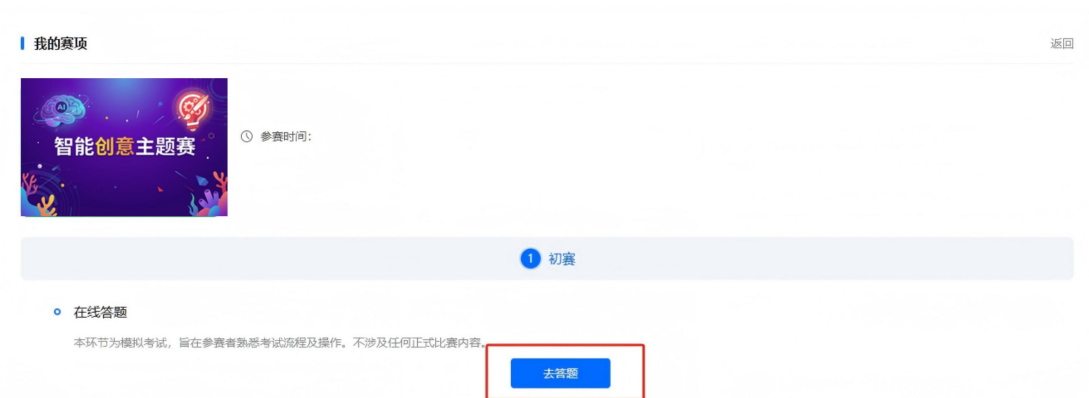 我的赛项
返回
AI
智能创意主题赛
参赛时间：
1 初赛
在线答题
本环节为模拟考试，旨在参赛者熟悉考试流程及操作。不涉及任何正式比赛内容。
去答题